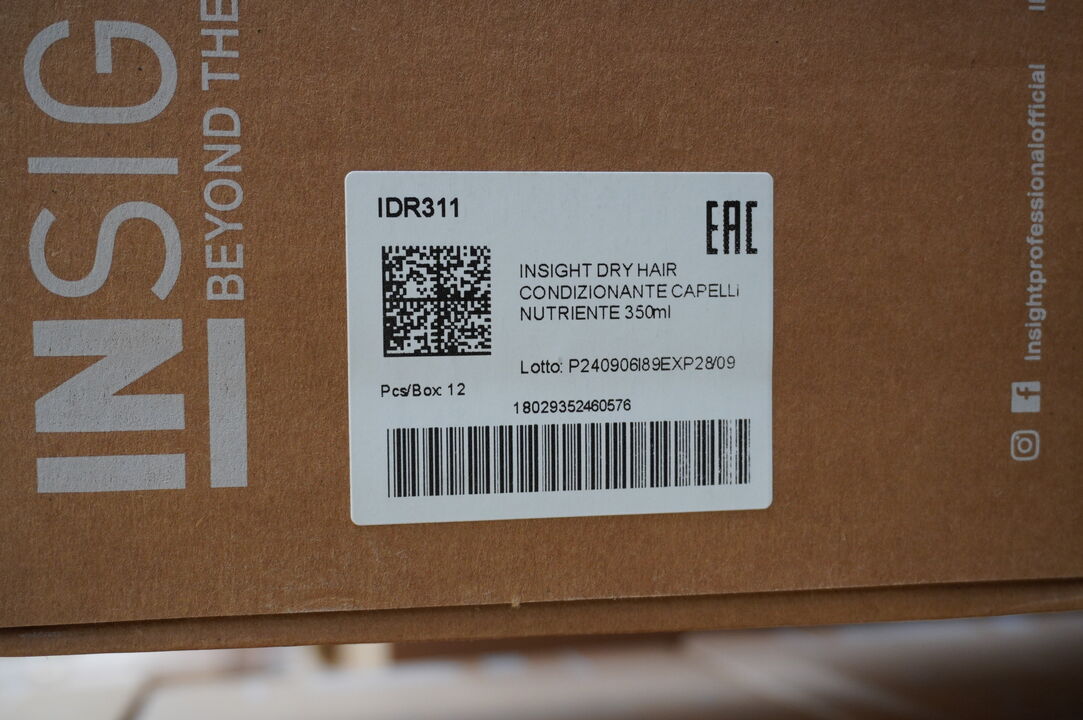 INSIG
BEYOND THE
IDR311
EAC
INSIGHT DRY HAIR
CONDIZIONANTE CAPELLI
NUTRIENTE 350ml
Lotto: P240906I89EXP28/09
Pcs/Box: 12
18029352460576
Insightprofessionalofficial